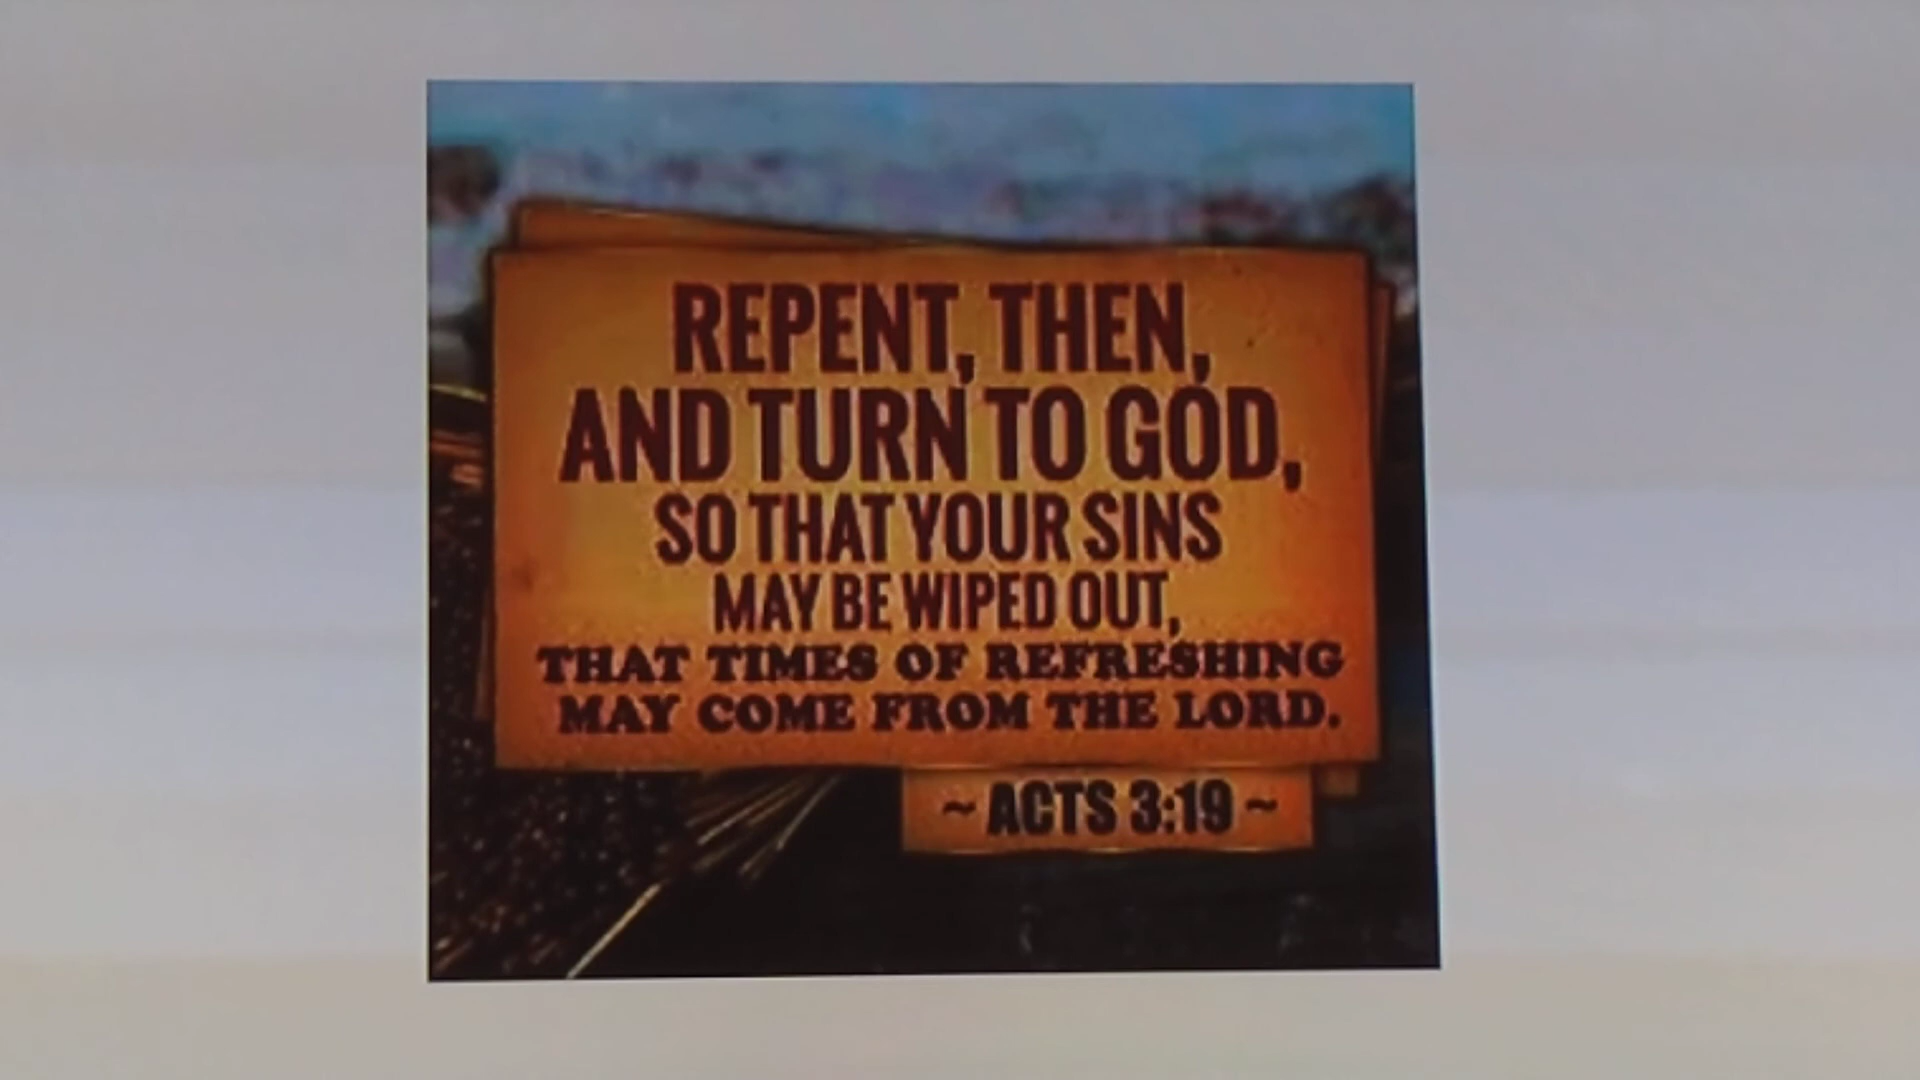 REPENT, THEN,
AND TURN TO GOD,
SO THAT YOUR SINS
MAY BE WIPED OUT,
THAT TIMES OF REFRESHING
MAY COME FROM THE LORD.
~ ACTS 3:19 ~